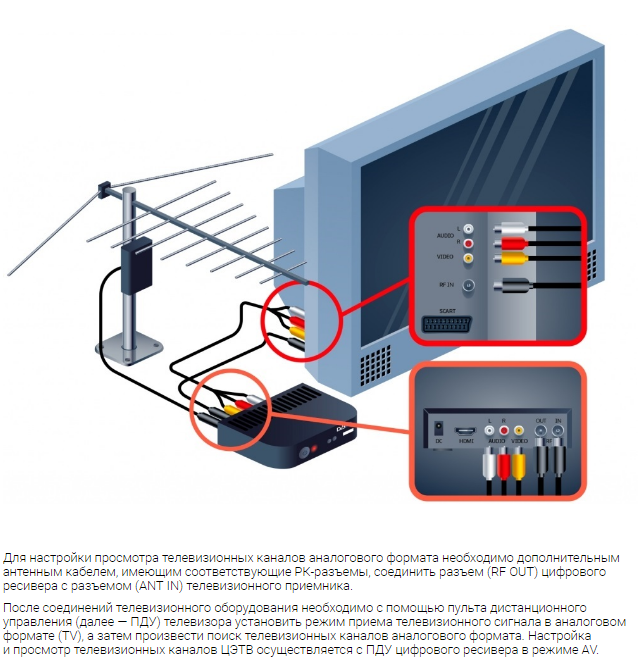 L
AUDIO
R
VIDEO
RF IN
SCART
L R OUT IN
DC HDMI AUDIO VIDEO RF
Для настройки просмотра телевизионных каналов аналогового формата необходимо дополнительным
антенным кабелем, имеющим соответствующие РК-разъемы, соединить разъем (RF OUT) цифрового
ресивера с разъемом (ANT IN) телевизионного приемника.
После соединений телевизионного оборудования необходимо с помощью пульта дистанционного
управления (далее — ПДУ) телевизора установить режим приема телевизионного сигнала в аналоговом
формате (TV), а затем произвести поиск телевизионных каналов аналогового формата. Настройка
и просмотр телевизионных каналов ЦЭТВ осуществляется с ПДУ цифрового ресивера в режиме AV.